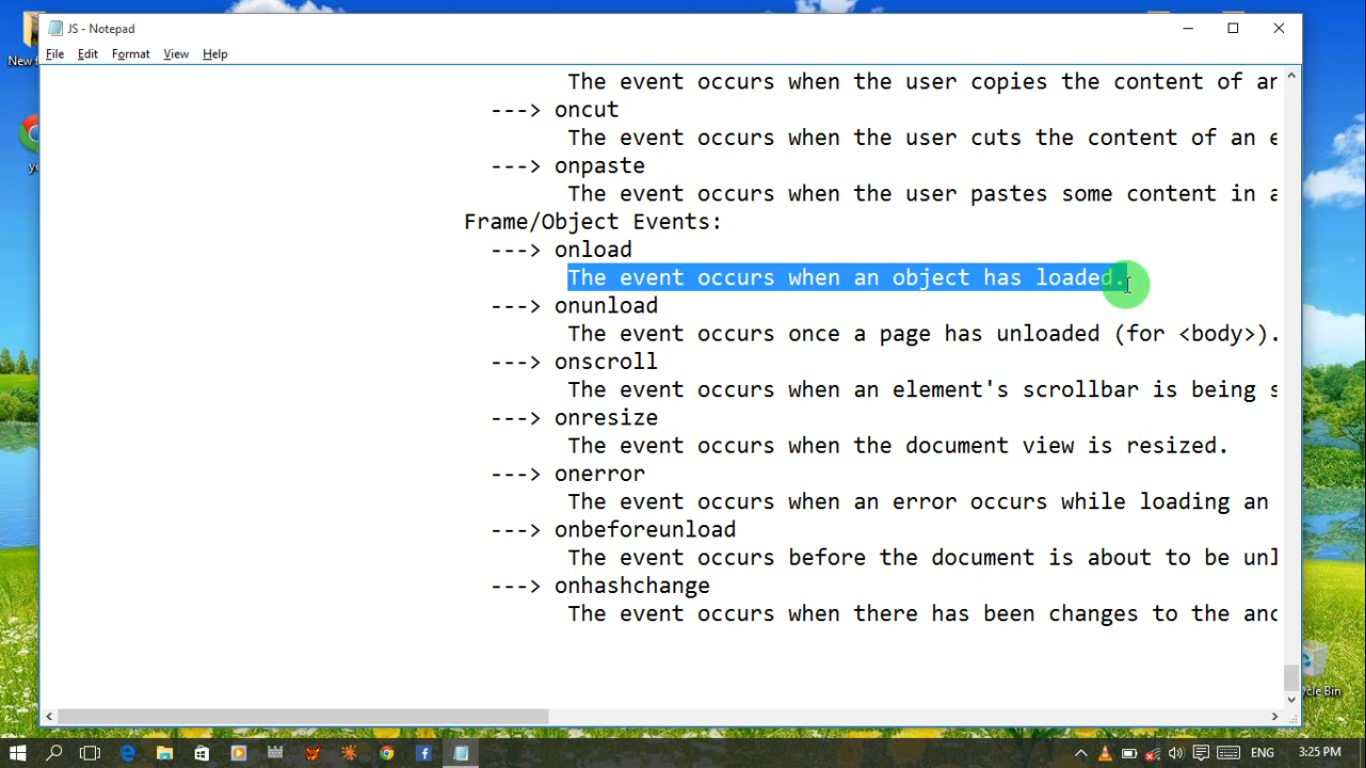 JS - Notepad
File Edit Format View Help
The event occurs when the user copies the content of an
---> oncut
The event occurs when the user cuts the content of an e
---> onpaste
The event occurs when the user pastes some content in a
Frame/Object Events:
---> onload
The event occurs when an object has loaded.
---> onunload
The event occurs once a page has unloaded (for <body>).
---> onscroll
The event occurs when an element's scrollbar is being s
---> onresize
The event occurs when the document view is resized.
---> onerror
The event occurs when an error occurs while loading an
---> onbeforeunload
The event occurs before the document is about to be unl
---> onhashchange
The event occurs when there has been changes to the anc
New
cle Bin
ENG
3:25 PM